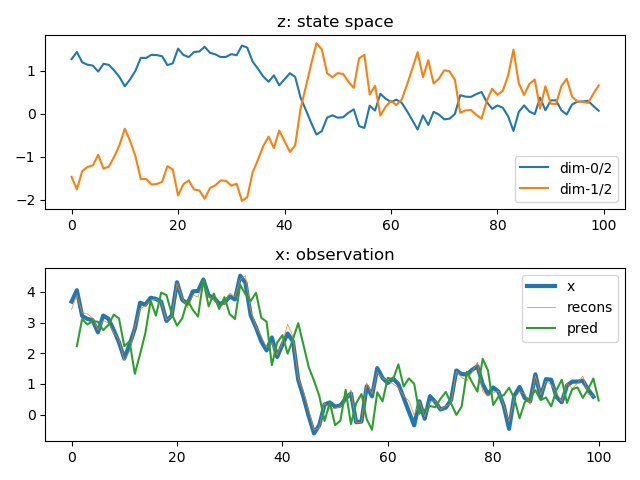 z: state space
1
0
−1
−2
dim-0/2
dim-1/2
0 20 40 60 80 100
x: observation
4
3
2
1
0
x
recons
pred
0 20 40 60 80 100